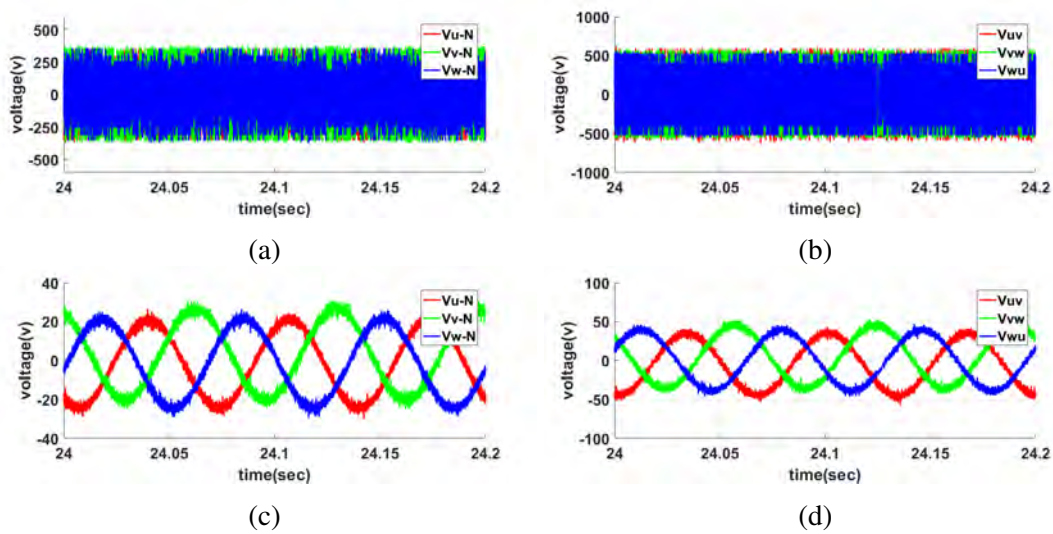 voltage(v)
500
250
0
-250
-500
Vu-N
Vv-N
Vw-N
24
24.05
24.1
24.15
24.2
time(sec)
(a)
voltage(v)
1000
500
0
-500
-1000
Vuv
Vvw
Vwu
24
24.05
24.1
24.15
24.2
time(sec)
(b)
voltage(v)
40
20
0
-20
-40
Vu-N
Vv-N
Vw-N
24
24.05
24.1
24.15
24.2
time(sec)
(c)
voltage(v)
100
50
0
-50
-100
Vuv
Vvw
Vwu
24
24.05
24.1
24.15
24.2
time(sec)
(d)